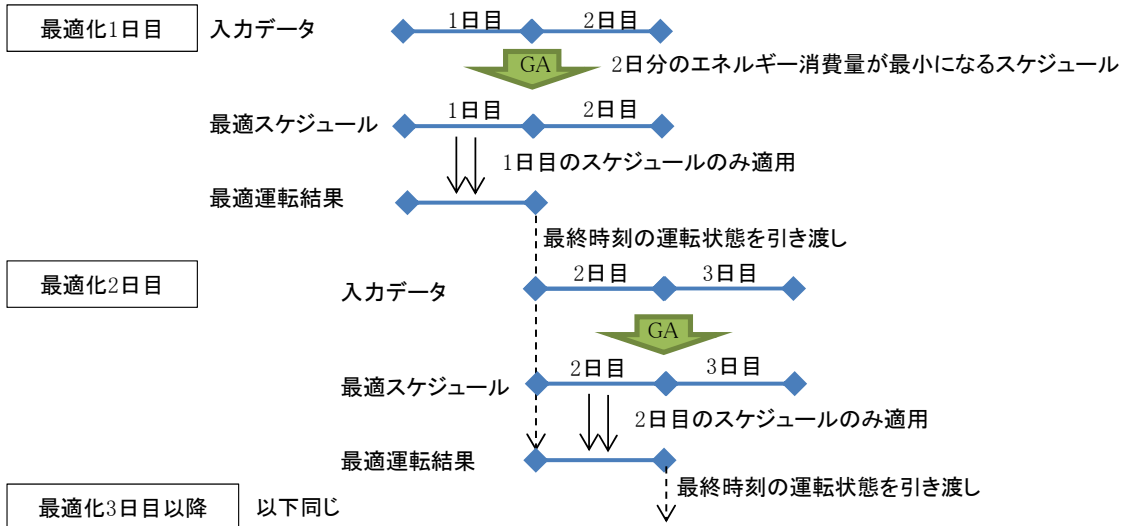 最適化1日目
入力データ
1日目
2日目
GA
2日分のエネルギー消費量が最小になるスケジュール
最適スケジュール
1日目
2日目
1日目のスケジュールのみ適用
最適運転結果
最終時刻の運転状態を引き渡し
最適化2日目
入力データ
2日目
3日目
GA
最適スケジュール
2日目
3日目
2日目のスケジュールのみ適用
最適運転結果
最終時刻の運転状態を引き渡し
最適化3日目以降
以下同じ